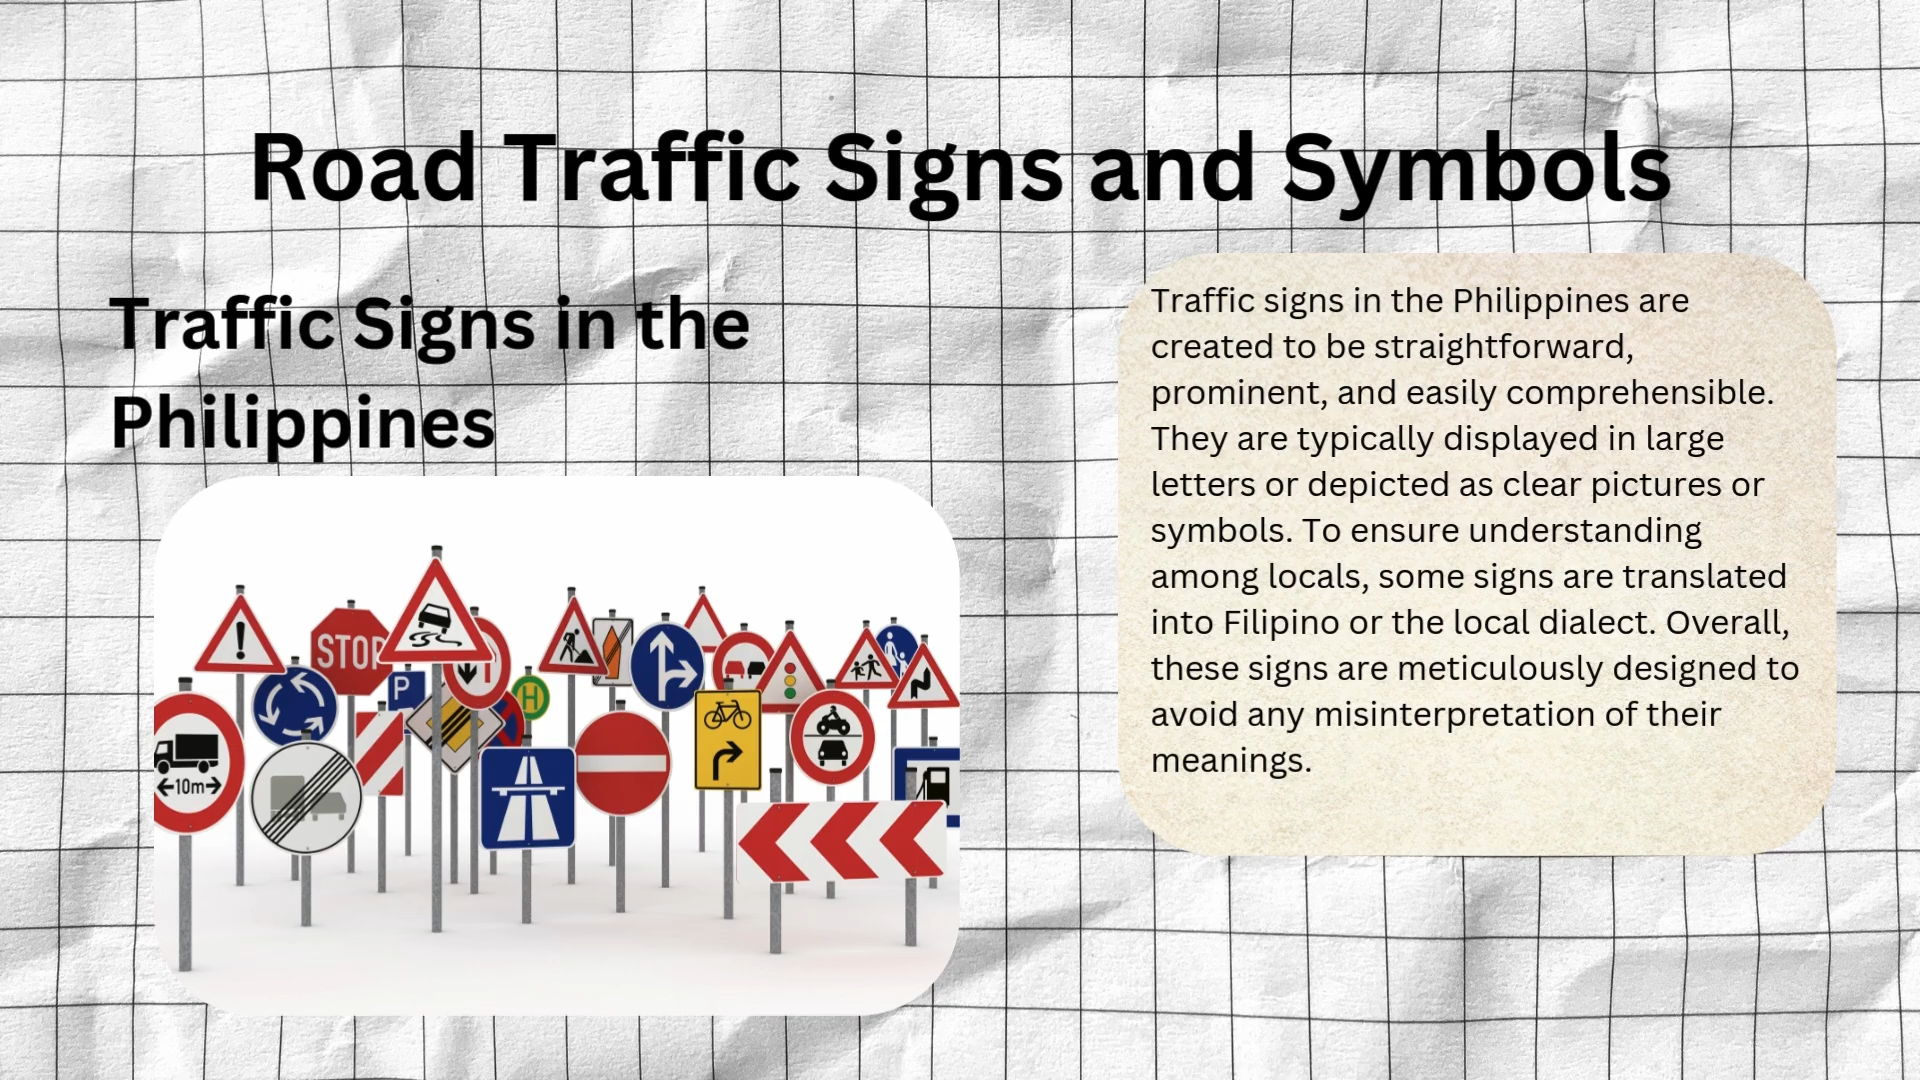 Road Traffic Signs and Symbols
Traffic Signs in the
Philippines
Traffic signs in the Philippines are
created to be straightforward,
prominent, and easily comprehensible.
They are typically displayed in large
letters or depicted as clear pictures or
symbols. To ensure understanding
among locals, some signs are translated
into Filipino or the local dialect. Overall,
these signs are meticulously designed to
avoid any misinterpretation of their
meanings.
STOP
P
H
10m